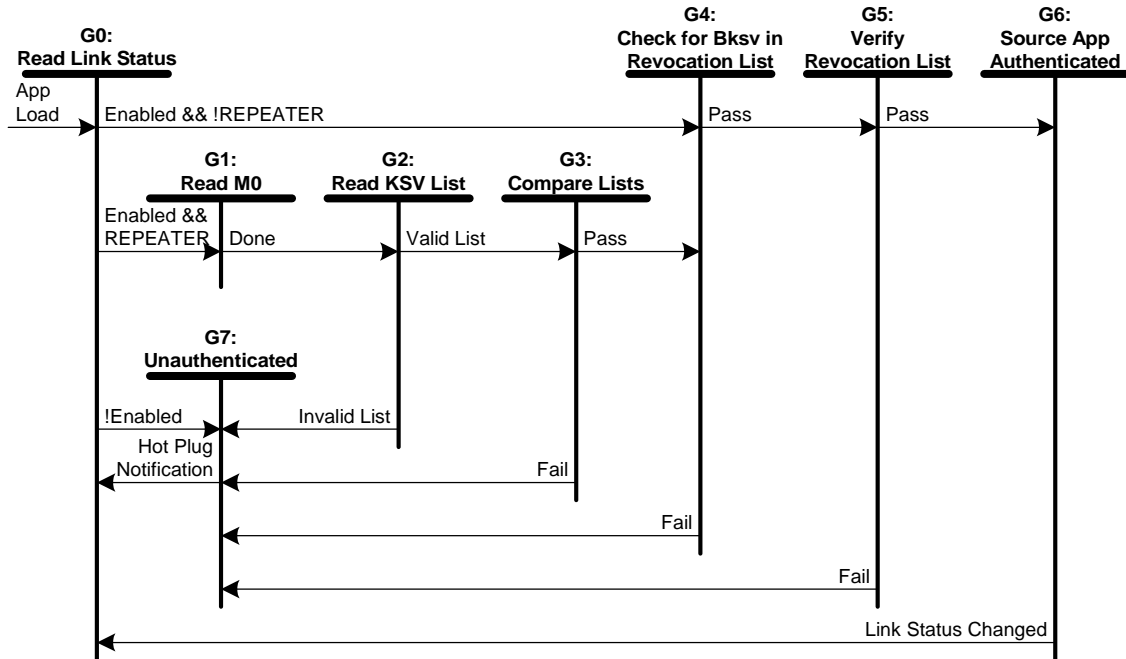 G0:
Read Link Status
G4:
Check for Bksv in
Revocation List
G5:
Verify
Revocation List
G6:
Source App
Authenticated
App
Load
Enabled && !REPEATER
Pass
Pass
G1:
Read M0
G2:
Read KSV List
G3:
Compare Lists
Enabled &&
REPEATER
Done
Valid List
Pass
G7:
Unauthenticated
!Enabled
Invalid List
Hot Plug
Notification
Fail
Fail
Fail
Link Status Changed